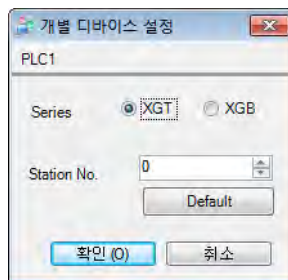 개별 디바이스 설정
PLC1
Series XGT XGB
Station No. 0
Default
확인 (O) 취소